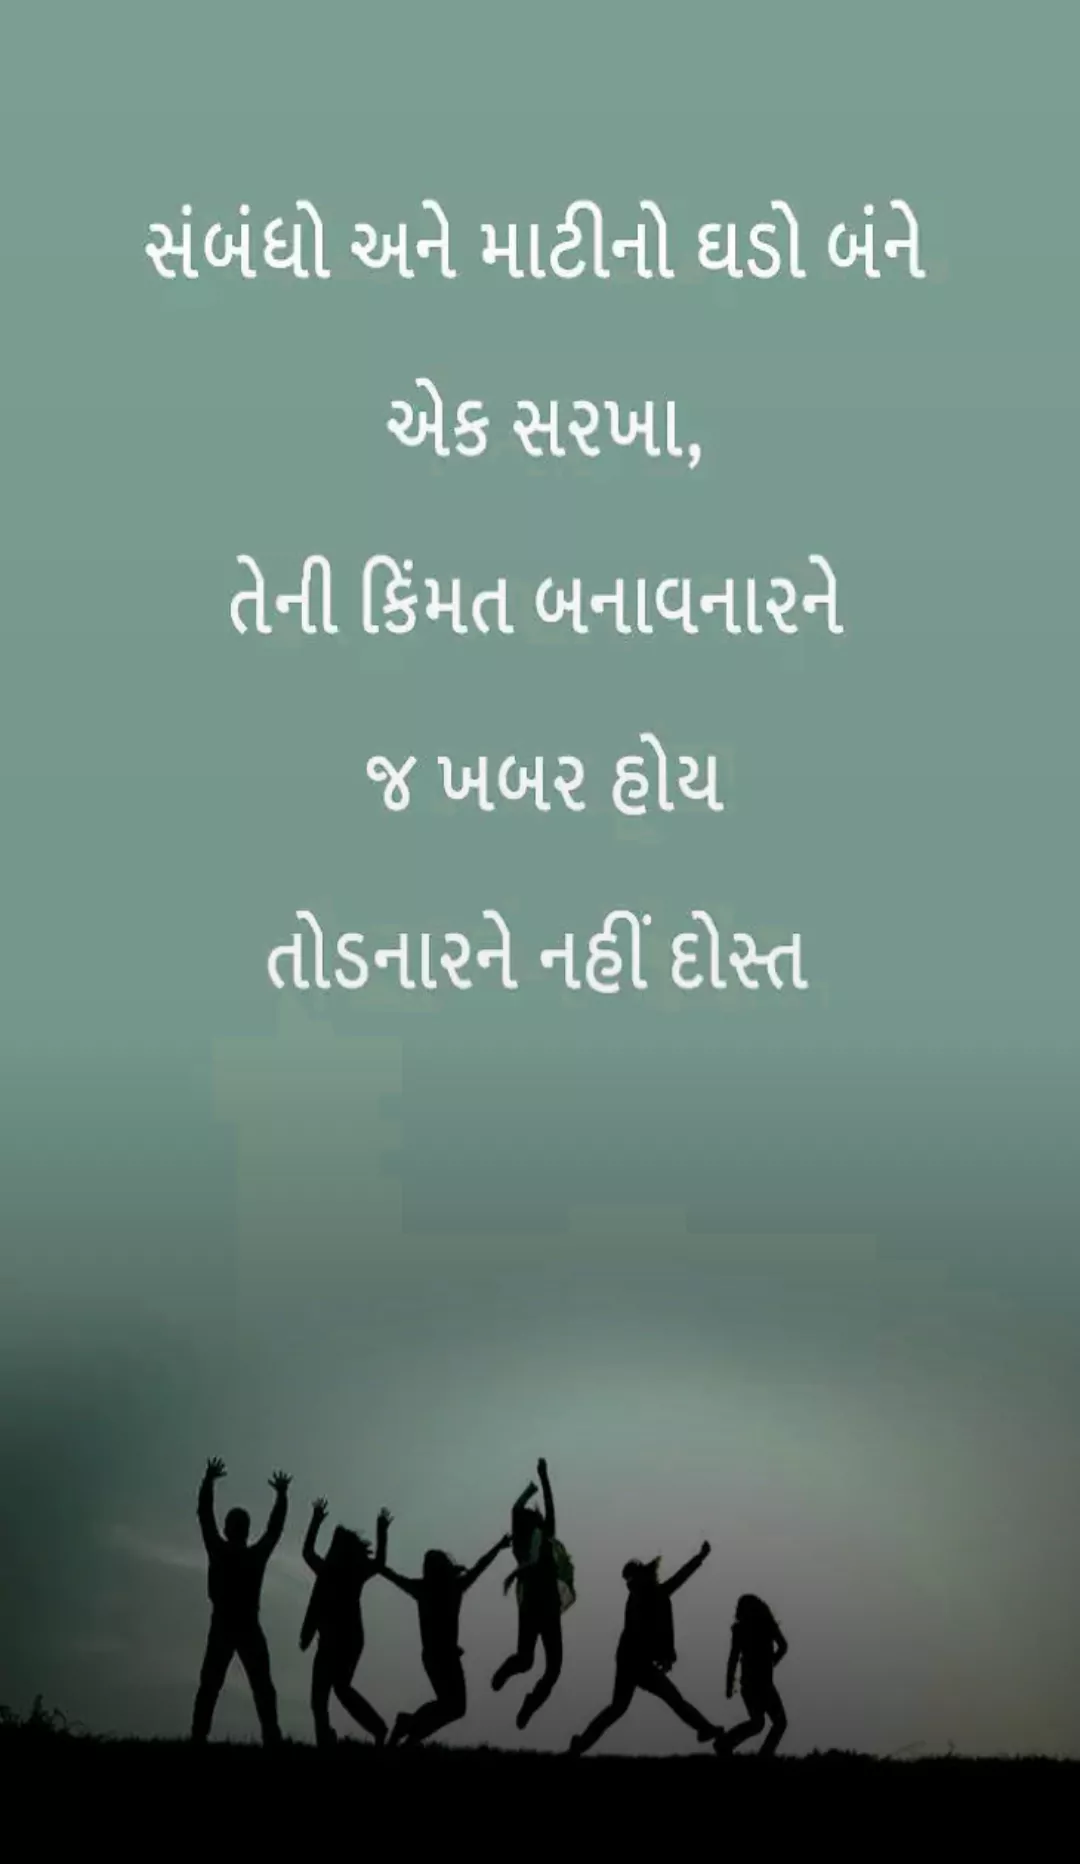 સંબંધો અને માટીનો ઘડો બંને
એક સરખા,
તેની કિંમત બનાવનારને
જ ખબર હોય
તોડનારને નહીં દોસ્ત